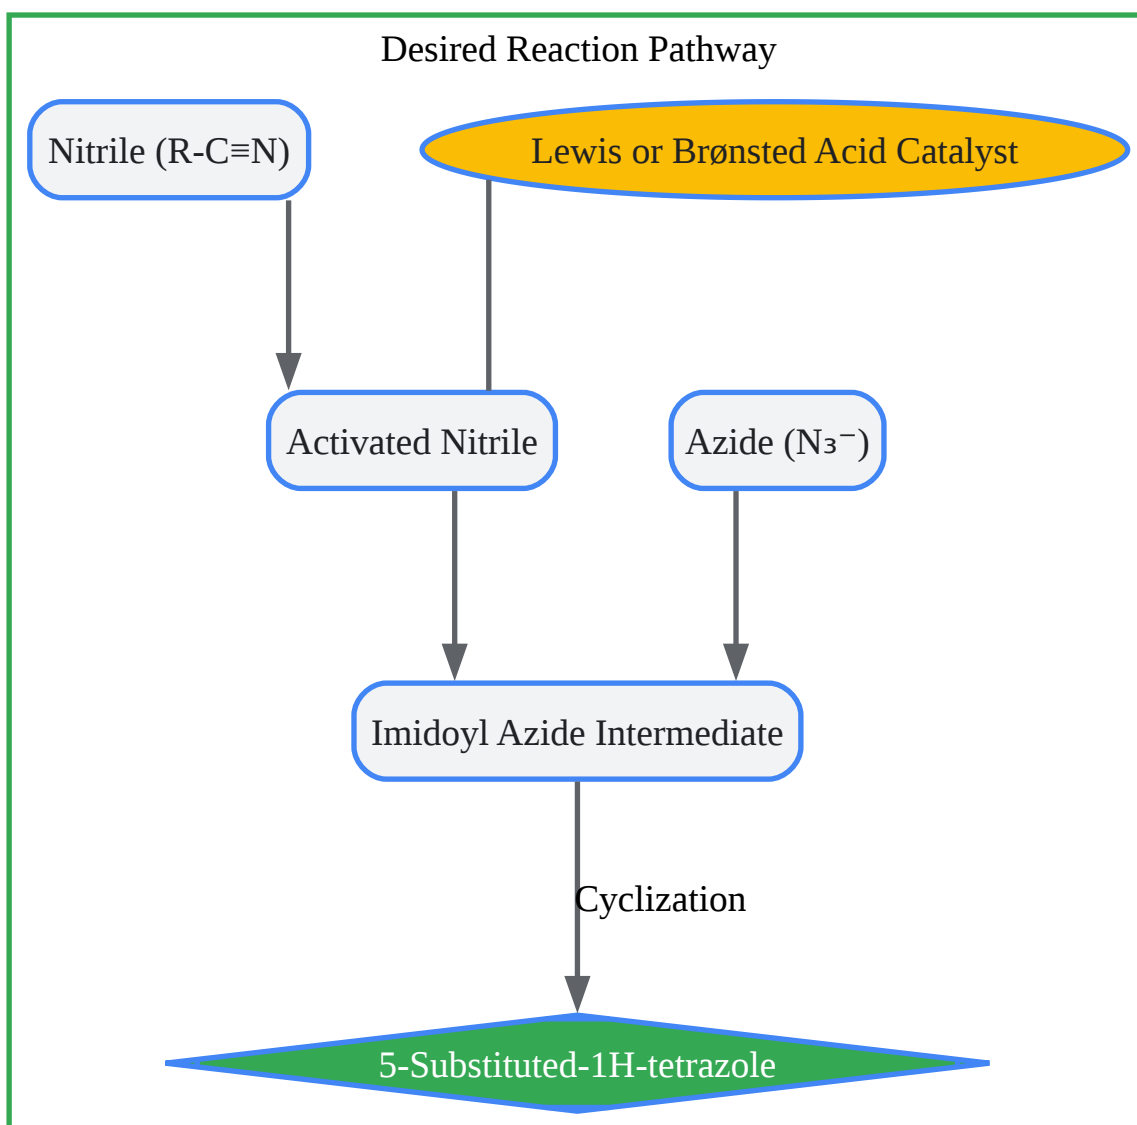 Desired Reaction Pathway
Nitrile (R-C≡N)
Lewis or Brønsted Acid Catalyst
Activated Nitrile
Azide (N₃⁻)
Imidoyl Azide Intermediate
Cyclization
5-Substituted-1H-tetrazole